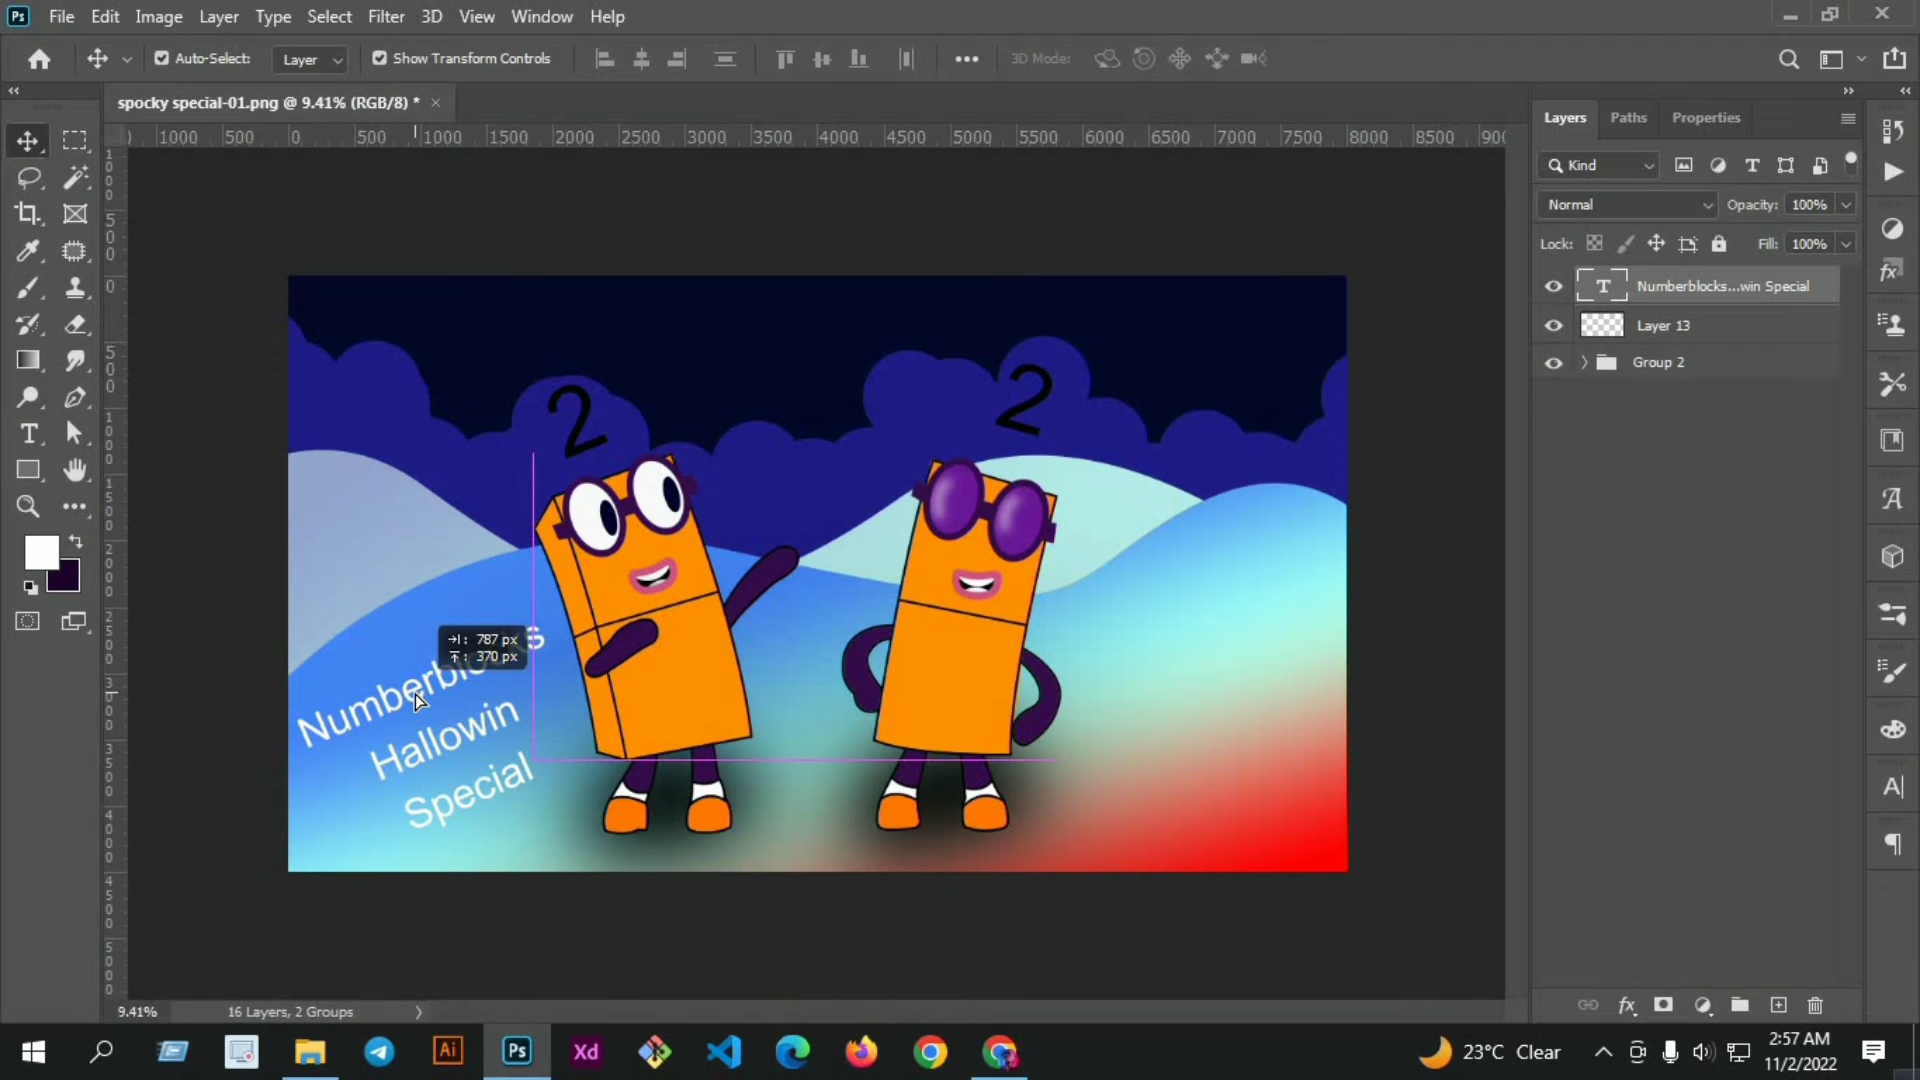 Ps File Edit Image Layer Type Select Filter 3D View Window Help
Auto-Select: Layer Show Transform Controls 3D Mode:
spocky special-01.png @ 9.41% (RGB/8) *
1000 500 0 500 1000 1500 2000 2500 3000 3500 4000 4500 5000 5500 6000 6500 7000 7500 8000 8500 900
Layers Paths Properties
Kind
Normal Opacity: 100%
Lock: Fill: 100%
T Numberblocks...win Special
Layer 13
Group 2
2
2
787 px
370 px
Numberblocks
Hallowin
Special
9.41% 16 Layers, 2 Groups
Ai Ps Xd
23°C Clear
2:57 AM
11/2/2022